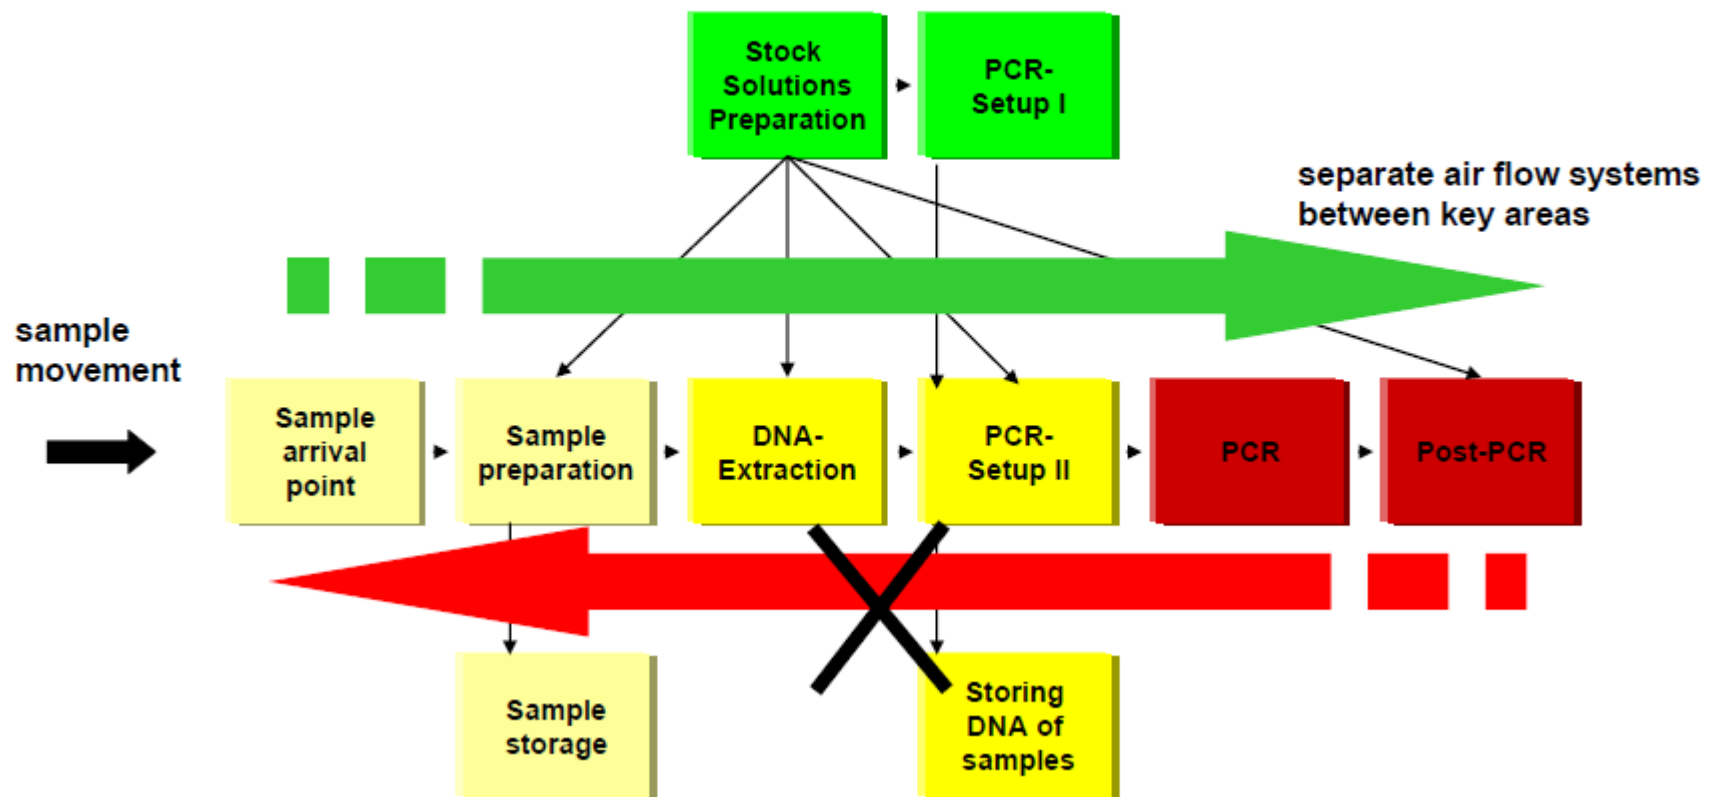 Stock
Solutions
Preparation
PCR-
Setup I
separate air flow systems
between key areas
sample
movement
Sample
arrival
point
Sample
preparation
DNA-
Extraction
PCR-
Setup II
PCR
Post-PCR
Sample
storage
Storing
DNA of
samples